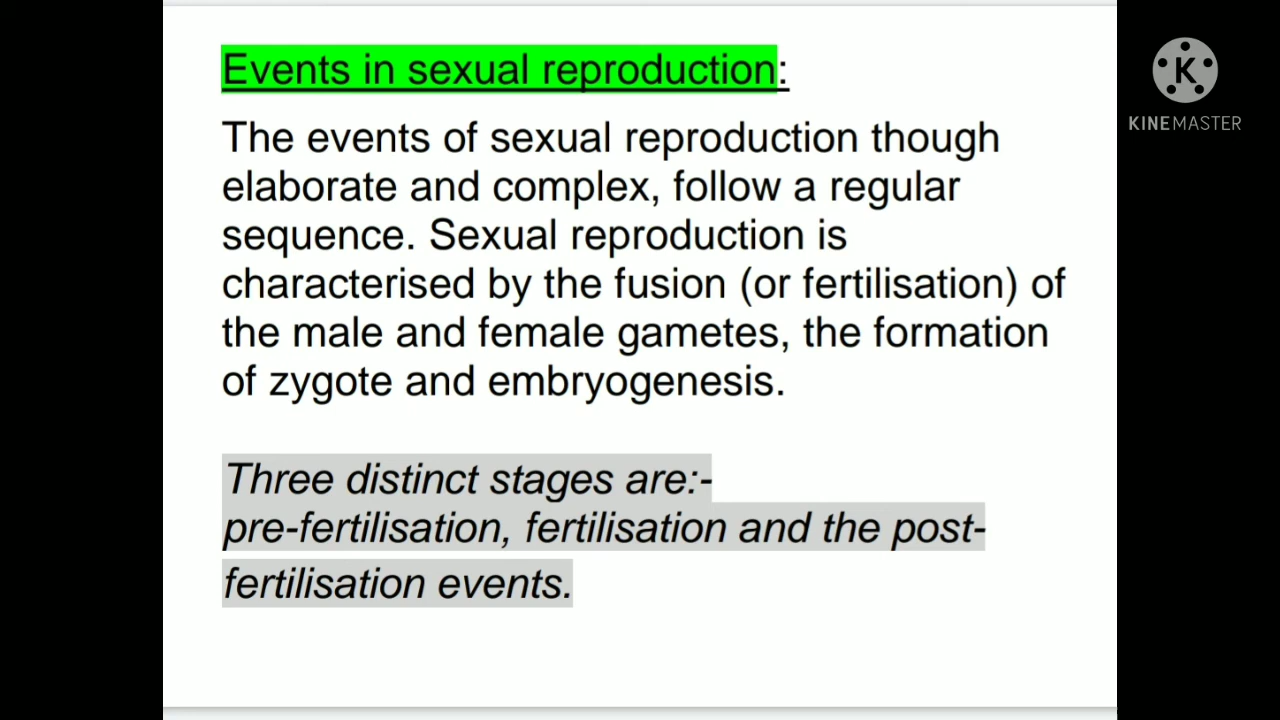 Events in sexual reproduction:
The events of sexual reproduction though
elaborate and complex, follow a regular
sequence. Sexual reproduction is
characterised by the fusion (or fertilisation) of
the male and female gametes, the formation
of zygote and embryogenesis.
Three distinct stages are:-
pre-fertilisation, fertilisation and the post-
fertilisation events.
K
KINEMASTER